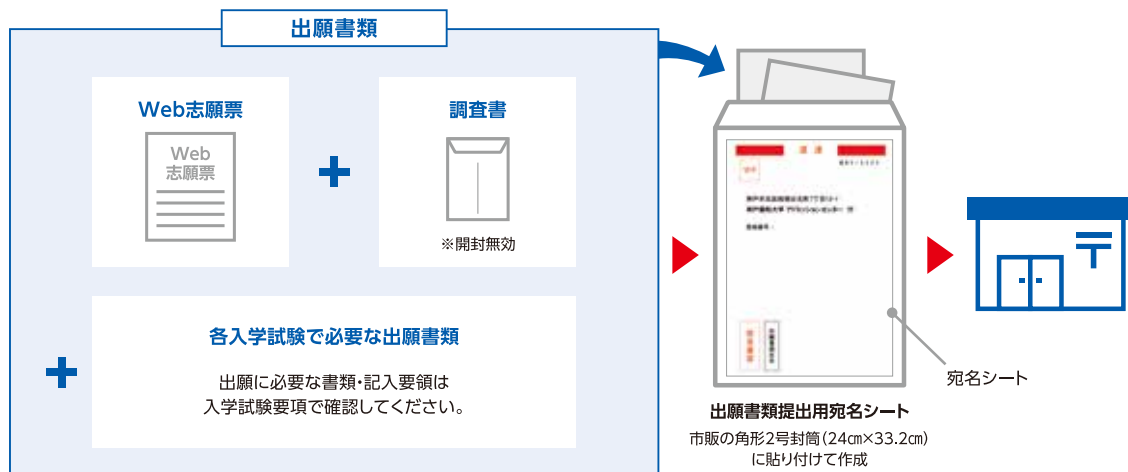 出願書類
Web志願票
Web
志願票
調査書
※開封無効
各入学試験で必要な出願書類
出願に必要な書類・記入要領は
入学試験要項で確認してください。
宛名シート
出願書類提出用宛名シート
市販の角形2号封筒(24㎝×33.2㎝)
に貼り付けて作成